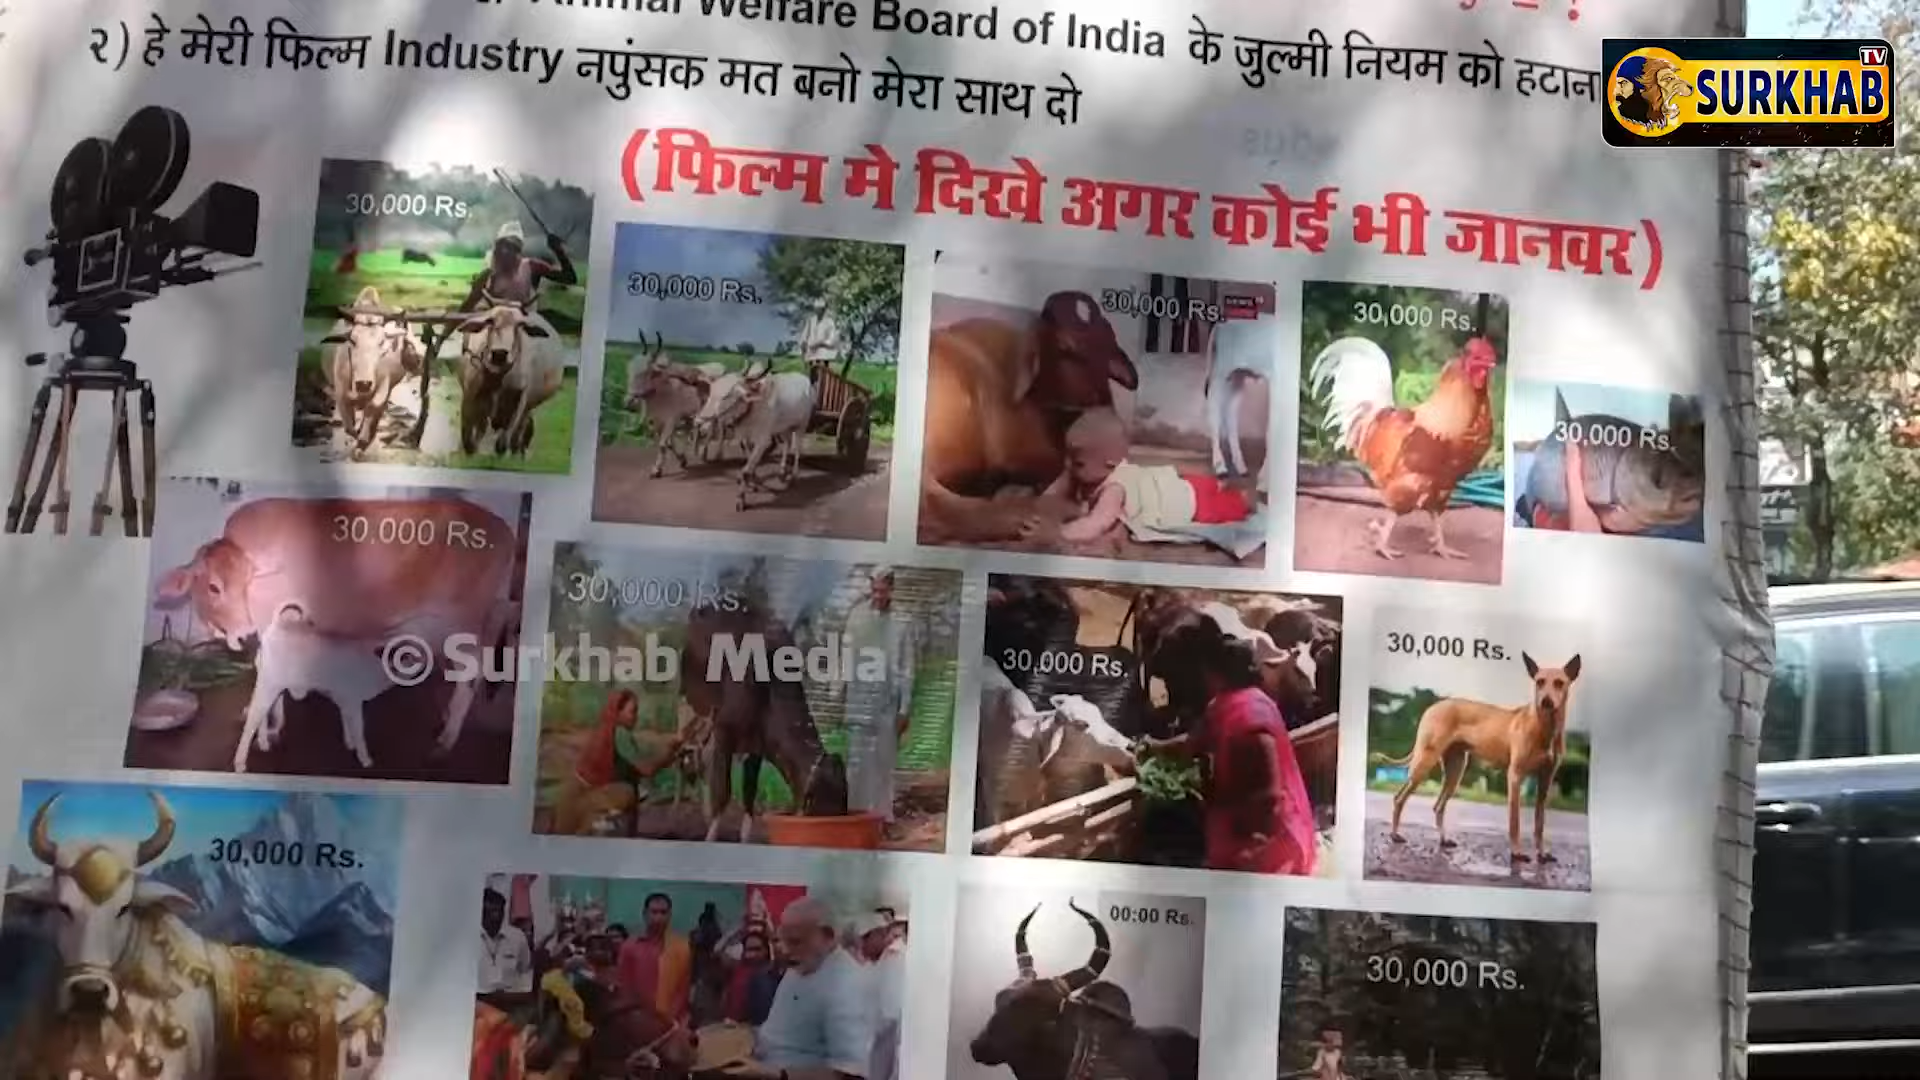 Animal Welfare Board of India के जुल्मी नियम को हटाना
२) हे मेरी फिल्म Industry नपुंसक मत बनो मेरा साथ दो
SURKHAB TV
(फिल्म मे दिखे अगर कोई भी जानवर)
30,000 Rs.
30,000 Rs.
30,000 Rs.
30,000 Rs.
30,000 Rs.
30,000 Rs.
30,000 Rs.
30,000 Rs.
30,000 Rs.
©Surkhab Media
30,000 Rs.
00:00 Rs.
30,000 Rs.